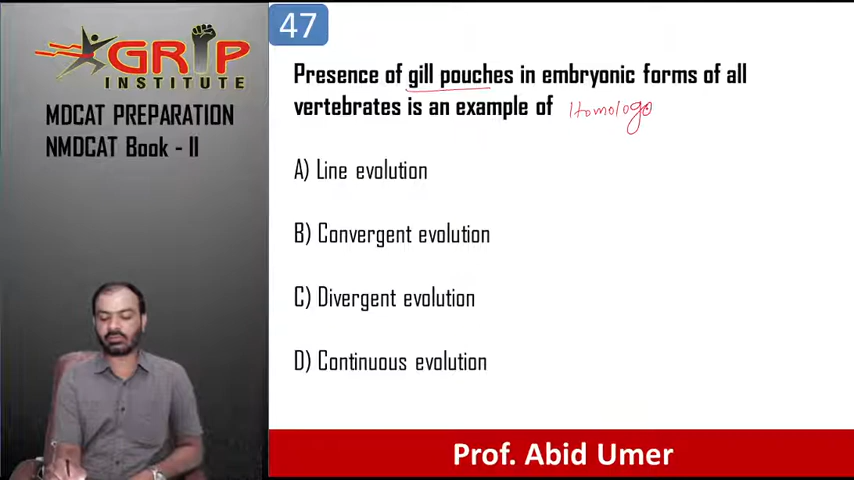 47
GRIP
INSTITUTE
MDCAT PREPARATION
NMDCAT Book - II
Presence of gill pouches in embryonic forms of all
vertebrates is an example of Homologo
A) Line evolution
B) Convergent evolution
C) Divergent evolution
D) Continuous evolution
Prof. Abid Umer